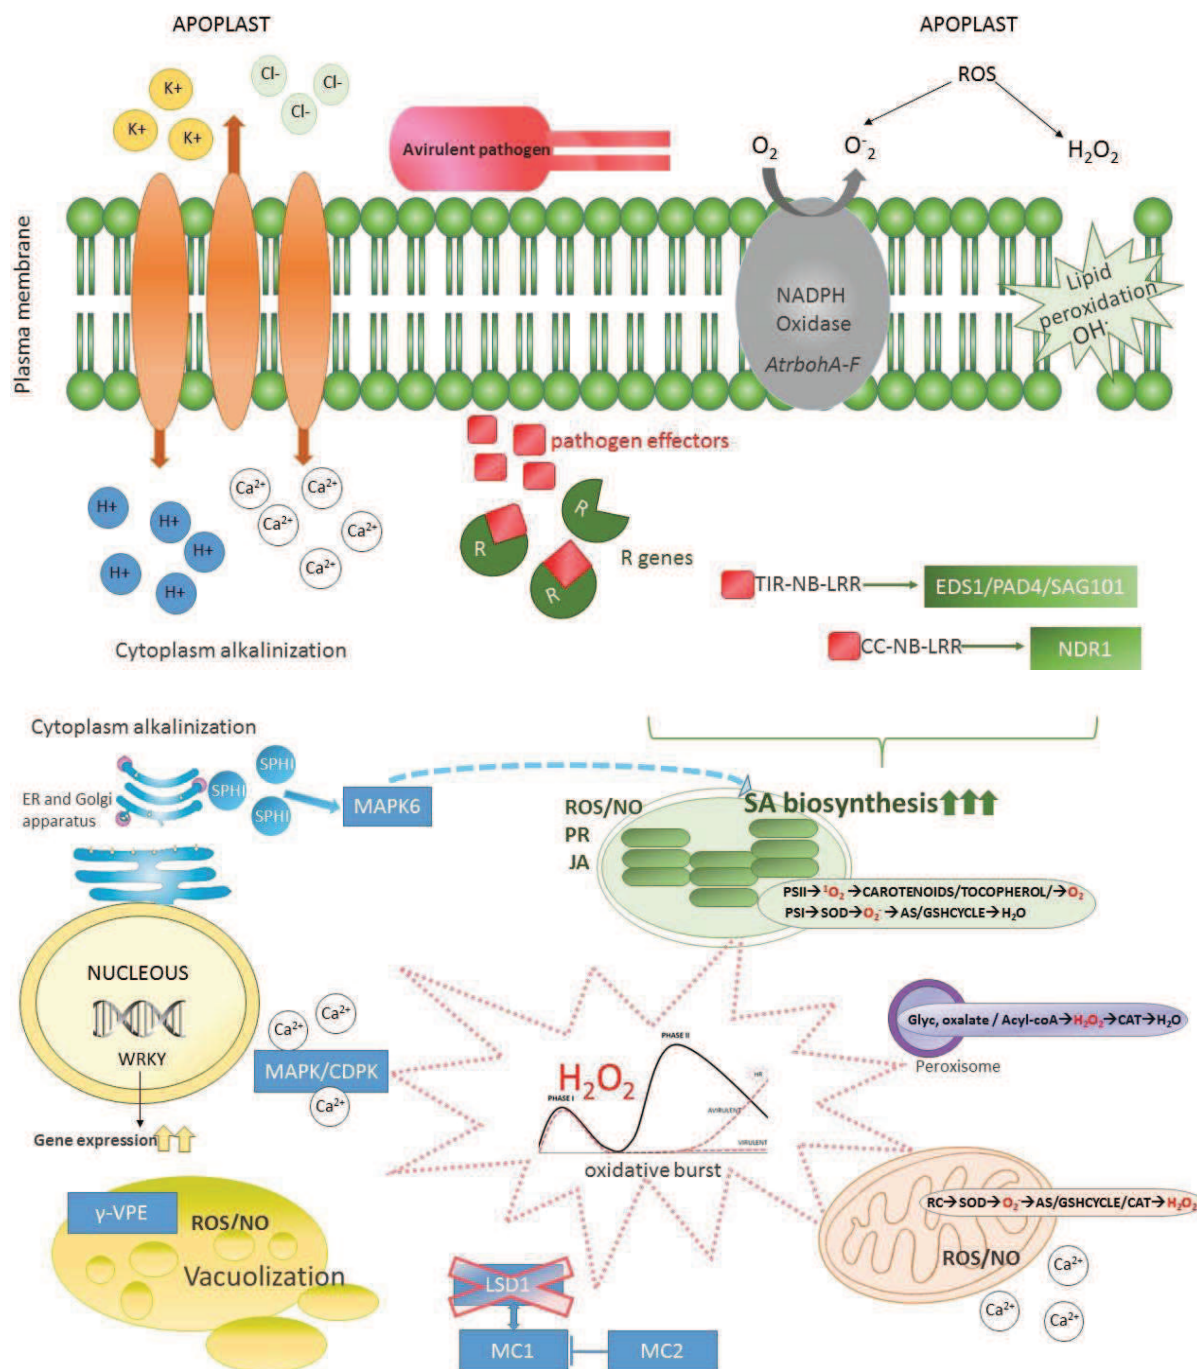 APOPLAST
APOPLAST
K+
K+
K+
Cl-
Cl-
Cl-
Avirulent pathogen
ROS
O₂
O⁻₂
H₂O₂
Plasma membrane
NADPH
Oxidase
AtrbohA-F
Lipid
peroxidation
OH·
pathogen effectors
R
R
R
R genes
H+
H+
H+
H+
H+
Ca²⁺
Ca²⁺
Ca²⁺
Ca²⁺
Ca²⁺
TIR-NB-LRR
EDS1/PAD4/SAG101
CC-NB-LRR
NDR1
Cytoplasm alkalinization
Cytoplasm alkalinization
ER and Golgi
apparatus
SPHI
SPHI
SPHI
MAPK6
ROS/NO
PR
JA
SA biosynthesis
PSII→¹O₂→CAROTENOIDS/TOCOPHEROL/→O₂
PSI→SOD→O₂⁻→AS/GSHCYCLE→H₂O
NUCLEOUS
WRKY
Gene expression
Ca²⁺
Ca²⁺
MAPK/CDPK
Ca²⁺
H₂O₂
PHASE I
PHASE II
HR
AVIRULENT
VIRULENT
oxidative burst
Glyc, oxalate / Acyl-coA→H₂O₂→CAT→H₂O
Peroxisome
RC→SOD→O₂⁻→AS/GSHCYCLE/CAT→H₂O₂
ROS/NO
Ca²⁺
Ca²⁺
Ca²⁺
γ-VPE
ROS/NO
Vacuolization
LSD1
MC1
MC2